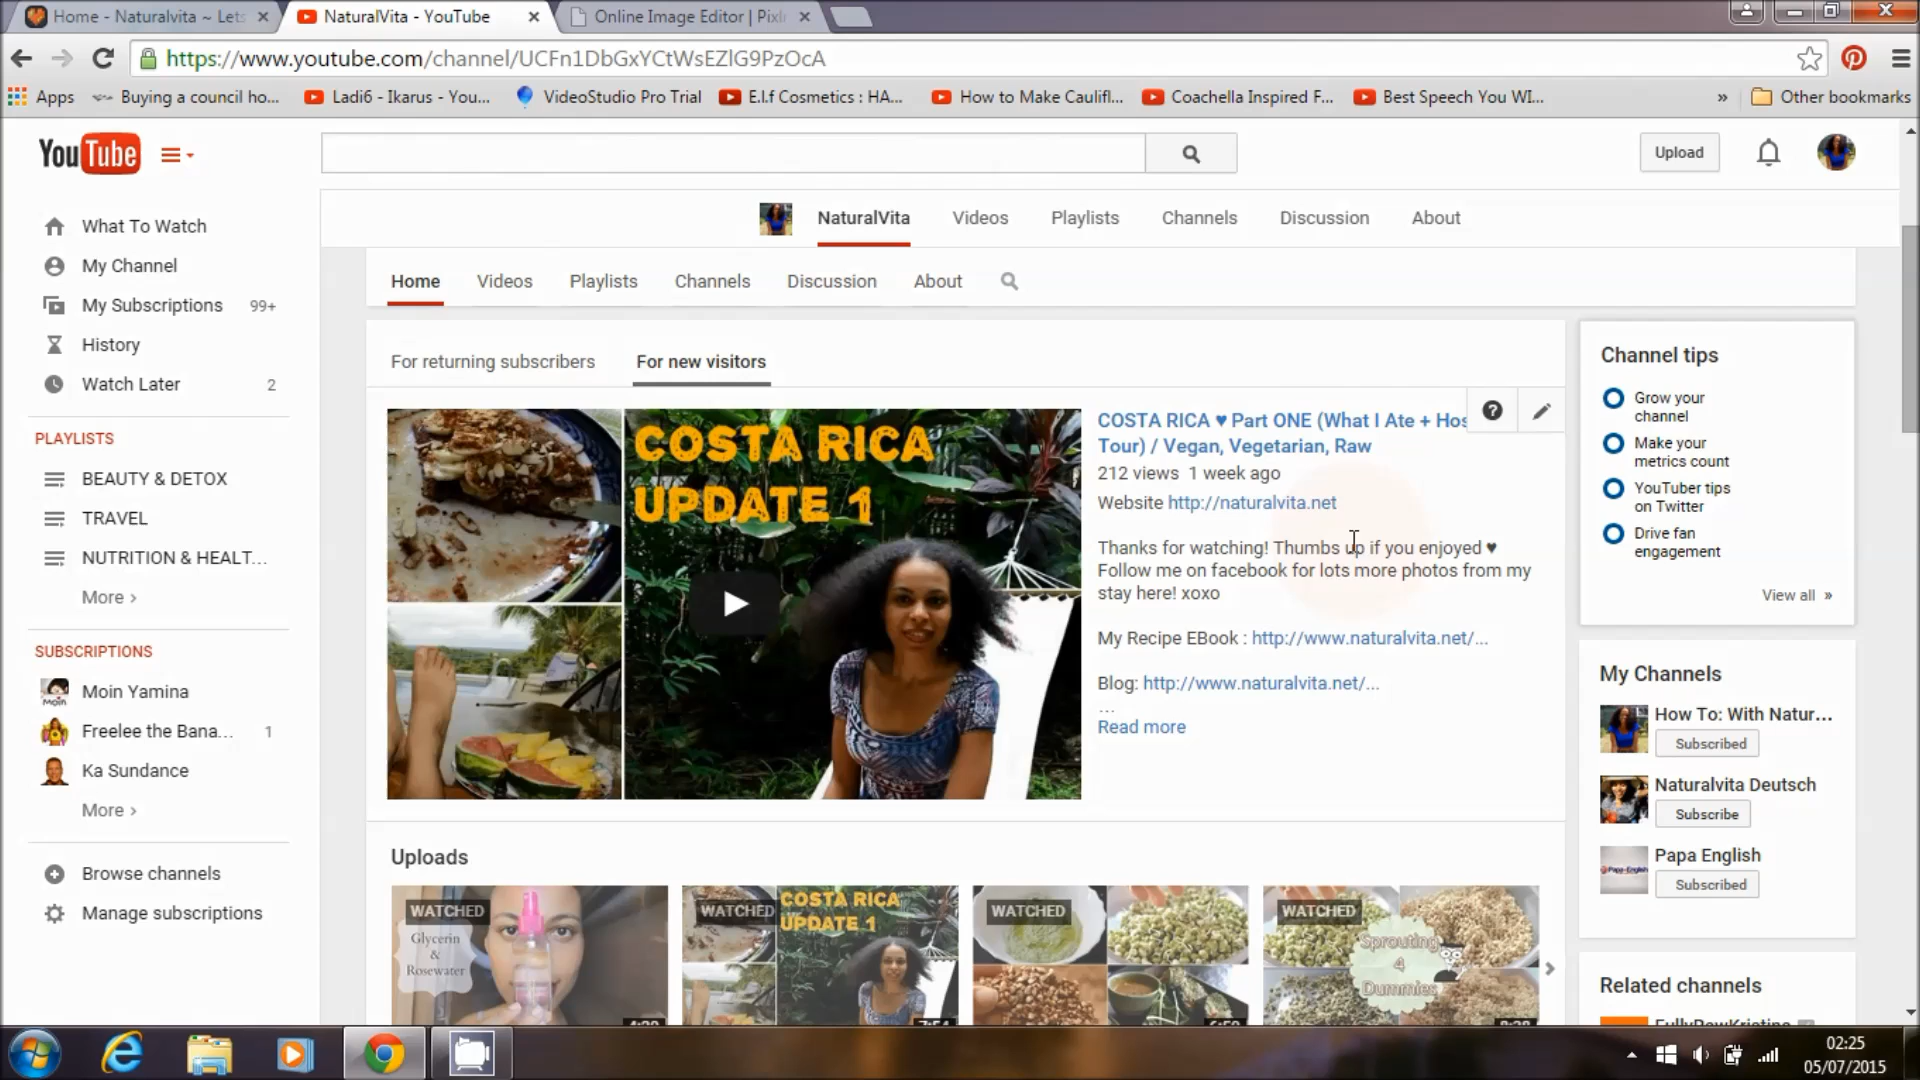 Home - Naturalvita ~ Lets
NaturalVita - YouTube
Online Image Editor | Pixlr
https://www.youtube.com/channel/UCFn1DbGxYCtWsEZlG9PzOcA
Apps
Buying a council ho...
Ladi6 - Ikarus - You...
VideoStudio Pro Trial
E.l.f Cosmetics : HA...
How to Make Caulifl...
Coachella Inspired F...
Best Speech You WI...
» Other bookmarks
YouTube
Upload
NaturalVita Videos Playlists Channels Discussion About
Home Videos Playlists Channels Discussion About
What To Watch
My Channel
My Subscriptions 99+
History
Watch Later 2
PLAYLISTS
BEAUTY & DETOX
TRAVEL
NUTRITION & HEALT...
More >
SUBSCRIPTIONS
Moin Yamina
Freelee the Bana... 1
Ka Sundance
More >
Browse channels
Manage subscriptions
For returning subscribers For new visitors
COSTA RICA
UPDATE 1
COSTA RICA ♥ Part ONE (What I Ate + Hos
Tour) / Vegan, Vegetarian, Raw
212 views 1 week ago
Website http://naturalvita.net
Thanks for watching! Thumbs up if you enjoyed ♥
Follow me on facebook for lots more photos from my
stay here! xoxo
My Recipe EBook : http://www.naturalvita.net/...
Blog: http://www.naturalvita.net/...
...
Read more
Uploads
WATCHED
Glycerin
&
Rosewater
WATCHED
COSTA RICA
UPDATE 1
WATCHED
WATCHED
Sprouting
4
Dummies
Channel tips
Grow your
channel
Make your
metrics count
YouTuber tips
on Twitter
Drive fan
engagement
View all »
My Channels
How To: With Natur...
Subscribed
Naturalvita Deutsch
Subscribe
Papa English
Subscribed
Related channels
02:25
05/07/2015